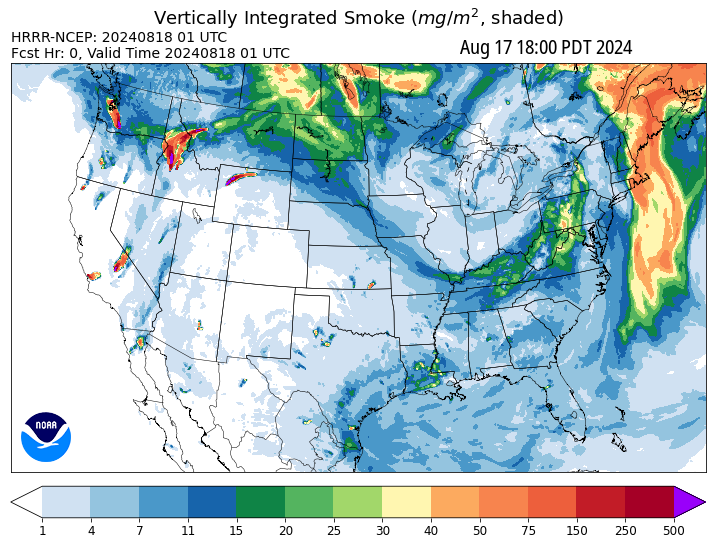 Vertically Integrated Smoke (mg/m², shaded)
HRRR-NCEP: 20240818 01 UTC
Fcst Hr: 0, Valid Time 20240818 01 UTC
Aug 17 18:00 PDT 2024
NOAA
1 4 7 11 15 20 25 30 40 50 75 150 250 500